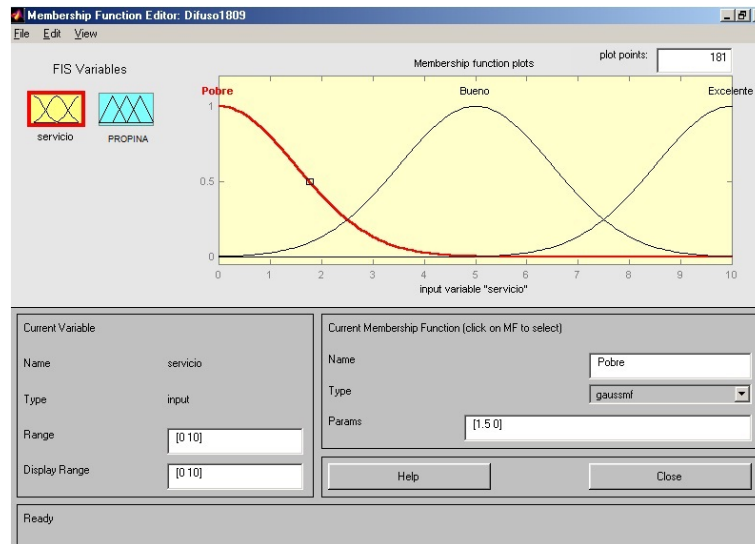 Membership Function Editor: Difuso1809
File Edit View
FIS Variables
servicio PROPINA
Membership function plots
plot points: 181
Pobre Bueno Excelente
1
0.5
0
0 1 2 3 4 5 6 7 8 9 10
input variable "servicio"
Current Variable
Name servicio
Type input
Range [0 10]
Display Range [0 10]
Current Membership Function (click on MF to select)
Name Pobre
Type gaussmf
Params [1.5 0]
Help Close
Ready